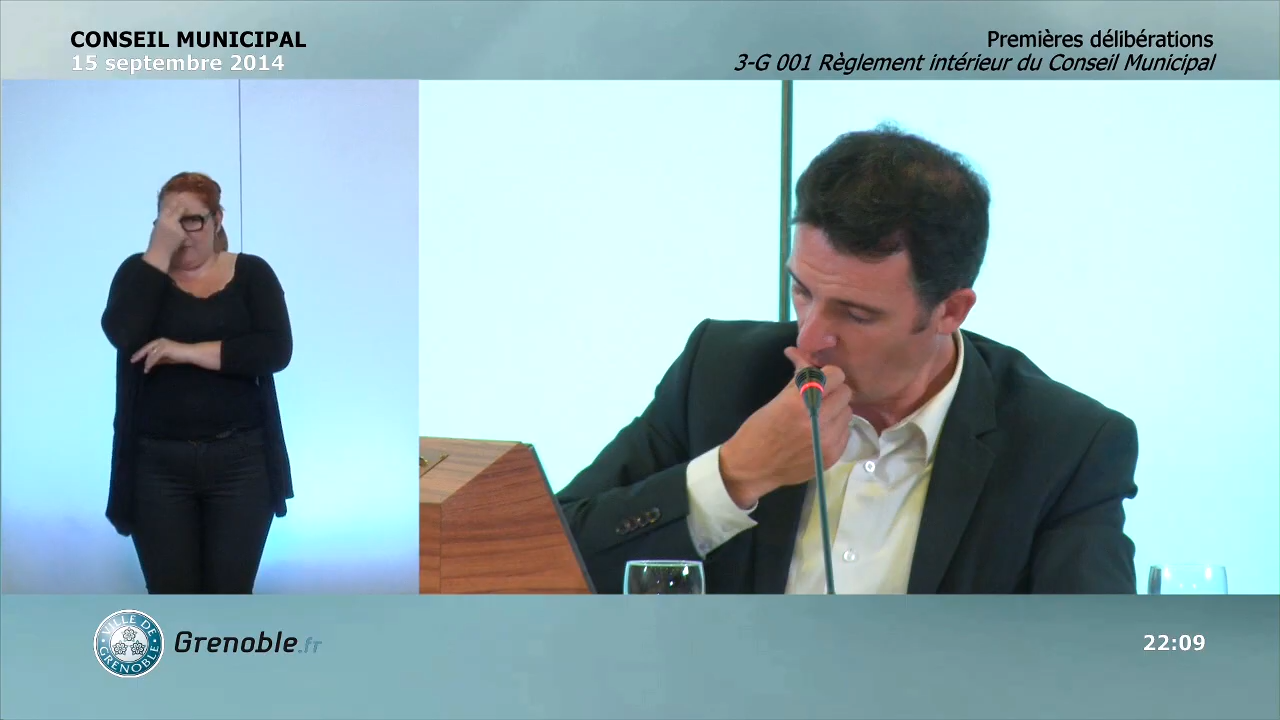 CONSEIL MUNICIPAL
15 septembre 2014
Premières délibérations
3-G 001 Règlement intérieur du Conseil Municipal
VILLE DE
GRENOBLE
Grenoble.fr
22:09